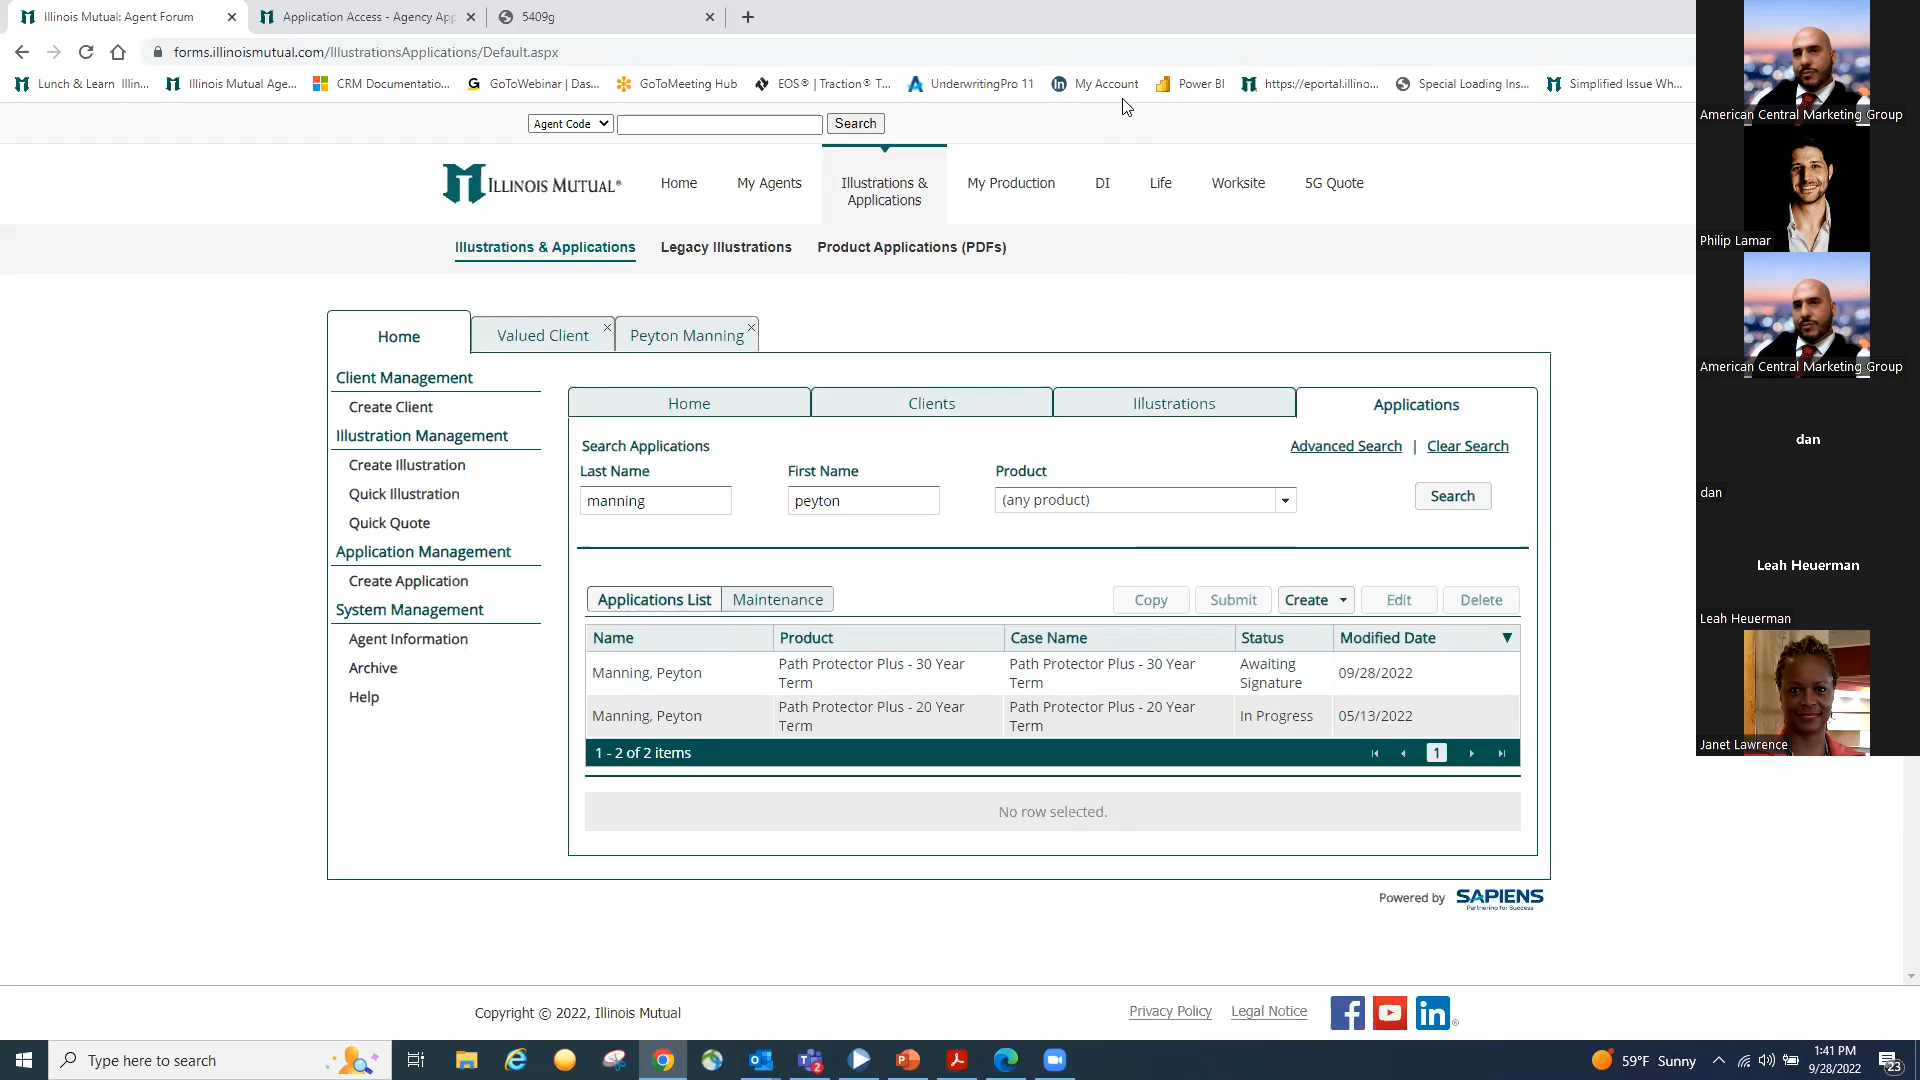 Illinois Mutual: Agent Forum
Application Access - Agency App
5409g
forms.illinoismutual.com/IllustrationsApplications/Default.aspx
Lunch & Learn Illin...
Illinois Mutual Age...
CRM Documentatio...
GoToWebinar | Das...
GoToMeeting Hub
EOS® | Traction® T...
UnderwritingPro 11
My Account
Power BI
https://eportal.illino...
Special Loading Ins...
Simplified Issue Wh...
Agent Code
Search
ILLINOIS MUTUAL®
Home
My Agents
Illustrations &
Applications
My Production
DI
Life
Worksite
5G Quote
Illustrations & Applications
Legacy Illustrations
Product Applications (PDFs)
Home
Valued Client
Peyton Manning
Client Management
Create Client
Illustration Management
Create Illustration
Quick Illustration
Quick Quote
Application Management
Create Application
System Management
Agent Information
Archive
Help
Home
Clients
Illustrations
Applications
Search Applications
Advanced Search | Clear Search
Last Name
First Name
Product
manning
peyton
(any product)
Search
Applications List
Maintenance
Copy
Submit
Create
Edit
Delete
Name
Product
Case Name
Status
Modified Date
Manning, Peyton
Path Protector Plus - 30 Year
Term
Path Protector Plus - 30 Year
Term
Awaiting
Signature
09/28/2022
Manning, Peyton
Path Protector Plus - 20 Year
Term
Path Protector Plus - 20 Year
Term
In Progress
05/13/2022
1 - 2 of 2 items
1
No row selected.
Powered by
SAPIENS
Partnering for Success
Copyright © 2022, Illinois Mutual
Privacy Policy
Legal Notice
in
American Central Marketing Group
Philip Lamar
American Central Marketing Group
dan
dan
Leah Heuerman
Leah Heuerman
Janet Lawrence
Type here to search
2
59°F Sunny
1:41 PM
9/28/2022
23